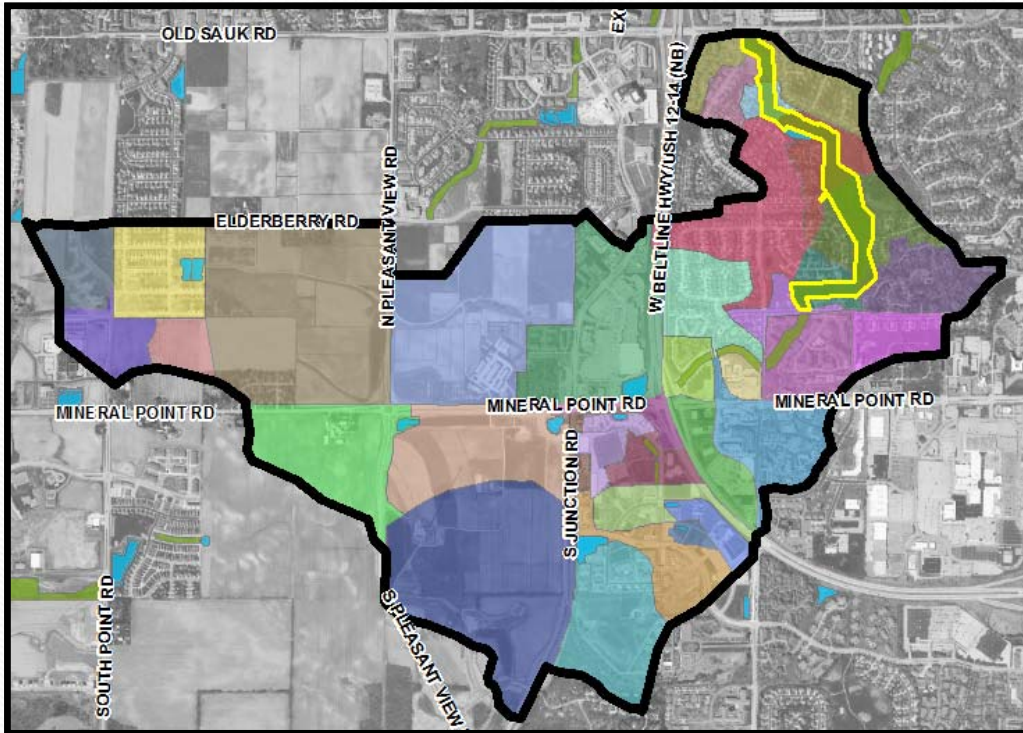 OLD SAUK RD
EX
W BELTLINE HWY/USH 12-14 (NB)
N PLEASANT VIEW RD
ELDERBERRY RD
MINERAL POINT RD
MINERAL POINT RD
MINERAL POINT RD
S JUNCTION RD
SOUTH POINT RD
S PLEASANT VIEW